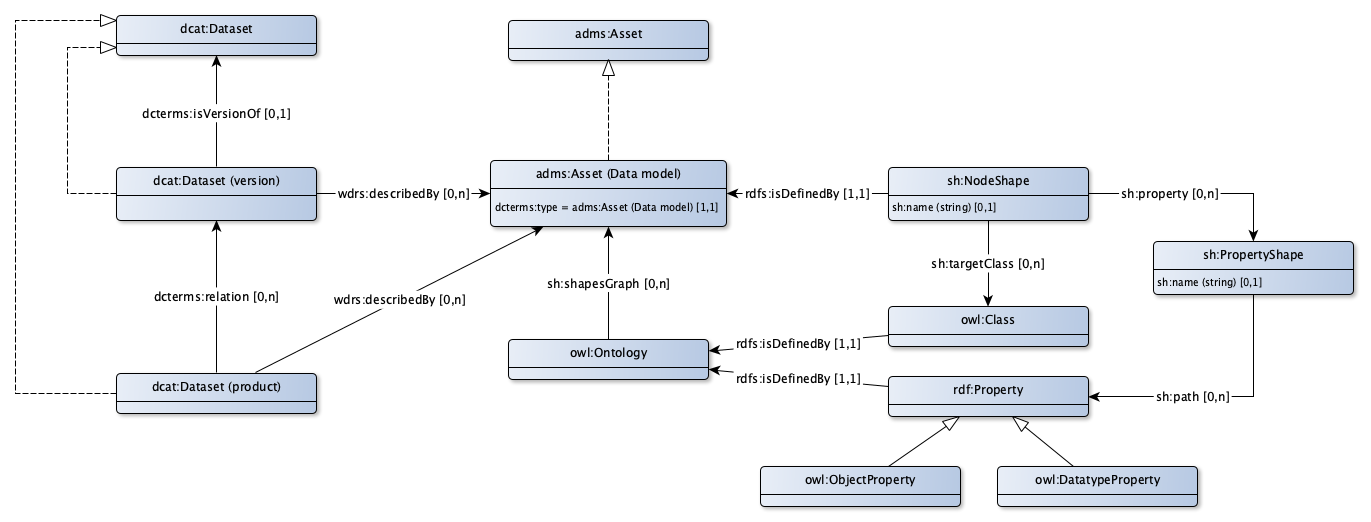 dcat:Dataset
adms:Asset
dcterms:isVersionOf [0,1]
dcat:Dataset (version)
wdrs:describedBy [0,n]
adms:Asset (Data model)
dcterms:type = adms:Asset (Data model) [1,1]
rdfs:isDefinedBy [1,1]
sh:NodeShape
sh:name (string) [0,1]
sh:property [0,n]
sh:PropertyShape
sh:name (string) [0,1]
sh:targetClass [0,n]
dcterms:relation [0,n]
wdrs:describedBy [0,n]
sh:shapesGraph [0,n]
owl:Class
rdfs:isDefinedBy [1,1]
owl:Ontology
rdfs:isDefinedBy [1,1]
dcat:Dataset (product)
rdf:Property
sh:path [0,n]
owl:ObjectProperty
owl:DatatypeProperty